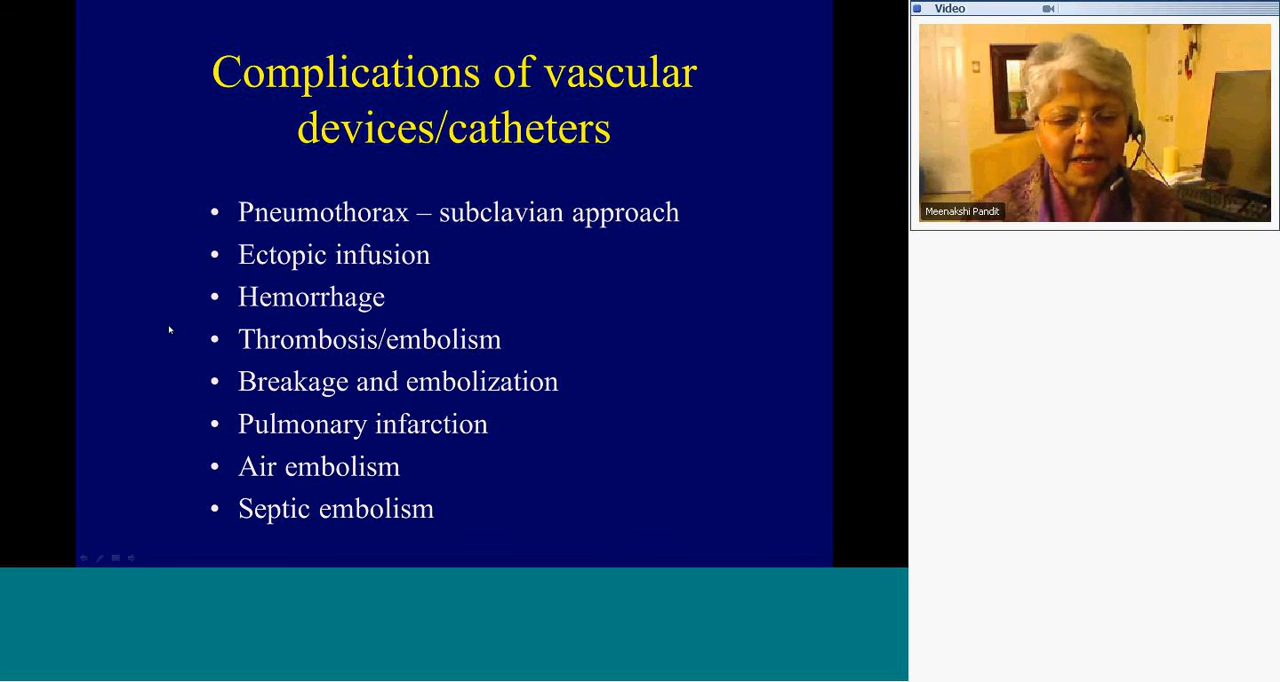 Complications of vascular
devices/catheters
• Pneumothorax – subclavian approach
• Ectopic infusion
• Hemorrhage
• Thrombosis/embolism
• Breakage and embolization
• Pulmonary infarction
• Air embolism
• Septic embolism
Video
Meenakshi Pandit